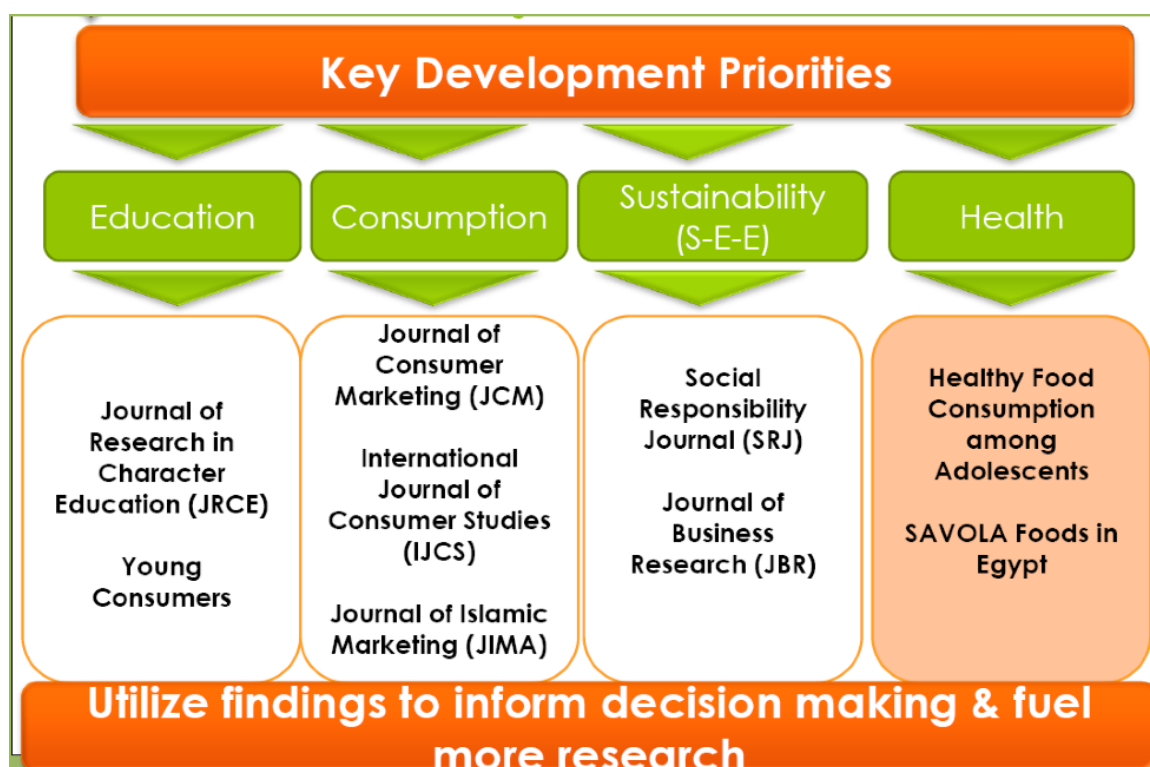 Key Development Priorities
Education
Consumption
Sustainability
(S-E-E)
Health
Journal of
Research in
Character
Education (JRCE)
Young
Consumers
Journal of
Consumer
Marketing (JCM)
International
Journal of
Consumer Studies
(IJCS)
Journal of Islamic
Marketing (JIMA)
Social
Responsibility
Journal (SRJ)
Journal of
Business
Research (JBR)
Healthy Food
Consumption
among
Adolescents
SAVOLA Foods in
Egypt
Utilize findings to inform decision making & fuel
more research